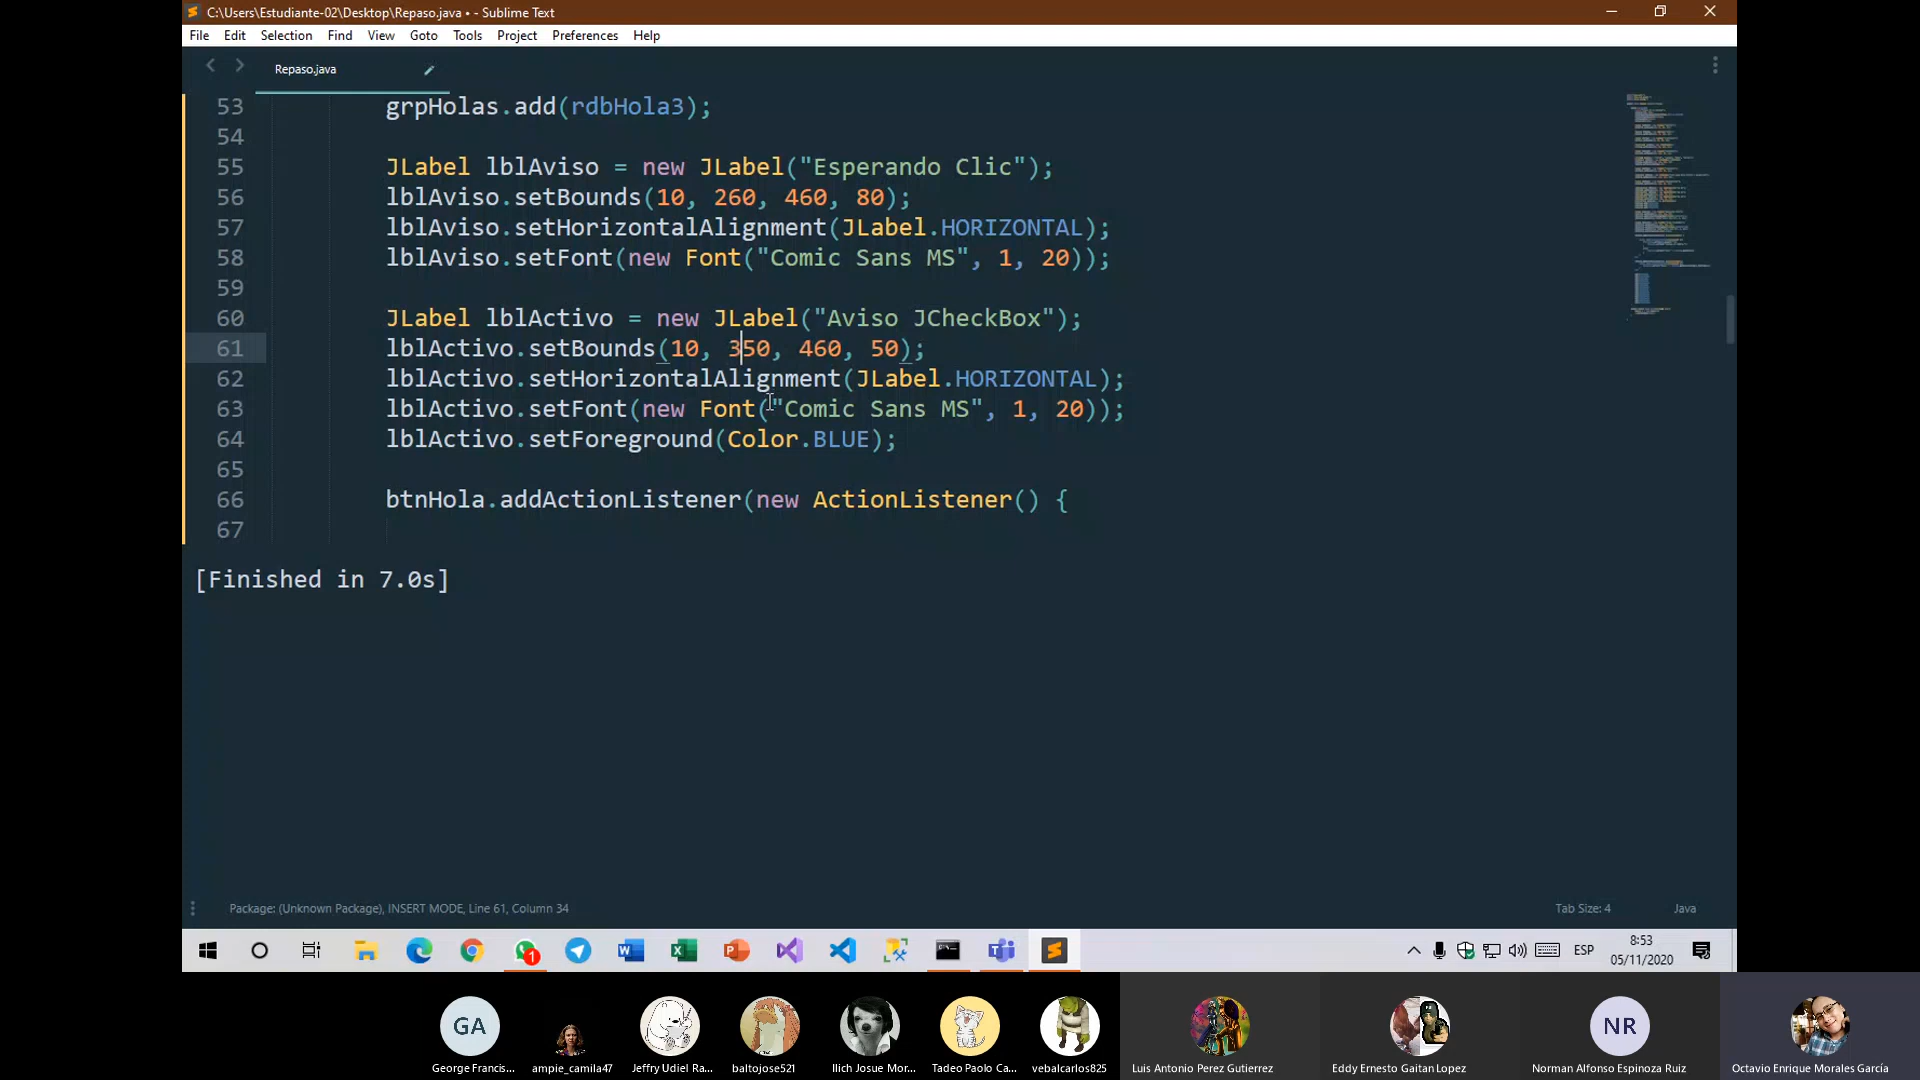 C:\Users\Estudiante-02\Desktop\Repaso.java • - Sublime Text
File Edit Selection Find View Goto Tools Project Preferences Help
Repaso.java
53 grpHolas.add(rdbHola3);
54
55 JLabel lblAviso = new JLabel("Esperando Clic");
56 lblAviso.setBounds(10, 260, 460, 80);
57 lblAviso.setHorizontalAlignment(JLabel.HORIZONTAL);
58 lblAviso.setFont(new Font("Comic Sans MS", 1, 20));
59
60 JLabel lblActivo = new JLabel("Aviso JCheckBox");
61 lblActivo.setBounds(10, 350, 460, 50);
62 lblActivo.setHorizontalAlignment(JLabel.HORIZONTAL);
63 lblActivo.setFont(new Font("Comic Sans MS", 1, 20));
64 lblActivo.setForeground(Color.BLUE);
65
66 btnHola.addActionListener(new ActionListener() {
67
[Finished in 7.0s]
Package: (Unknown Package), INSERT MODE, Line 61, Column 34 Tab Size: 4 Java
1 ESP 8:53
05/11/2020
GA NR
George Francis... ampie_camila47 Jeffry Udiel Ra... baltojose521 Ilich Josue Mor... Tadeo Paolo Ca... vebalcarlos825 Luis Antonio Perez Gutierrez Eddy Ernesto Gaitan Lopez Norman Alfonso Espinoza Ruiz Octavio Enrique Morales García